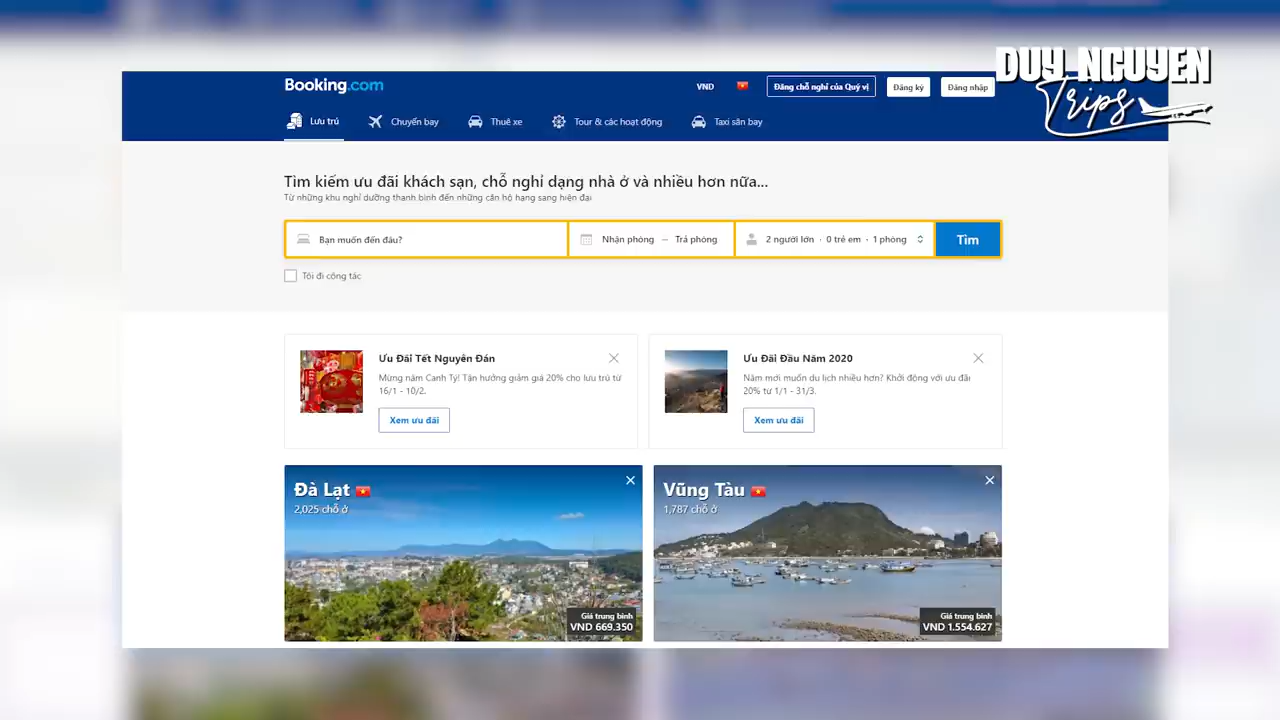 DUY NGUYEN
Trips
Booking.com
VND
Đăng chỗ nghỉ của Quý vị
Đăng ký
Đăng nhập
Lưu trú
Chuyến bay
Thuê xe
Tour & các hoạt động
Taxi sân bay
Tìm kiếm ưu đãi khách sạn, chỗ nghỉ dạng nhà ở và nhiều hơn nữa...
Từ những khu nghỉ dưỡng thanh bình đến những căn hộ hạng sang hiện đại
Bạn muốn đến đâu?
Nhận phòng — Trả phòng
2 người lớn · 0 trẻ em · 1 phòng
Tìm
Tôi đi công tác
Ưu Đãi Tết Nguyên Đán
Mừng năm Canh Tý! Tận hưởng giảm giá 20% cho lưu trú từ
16/1 - 10/2.
Xem ưu đãi
Ưu Đãi Đầu Năm 2020
Năm mới muốn du lịch nhiều hơn? Khởi động với ưu đãi
20% từ 1/1 - 31/3.
Xem ưu đãi
Đà Lạt
2,025 chỗ ở
Giá trung bình
VND 669.350
Vũng Tàu
1,787 chỗ ở
Giá trung bình
VND 1.554.627